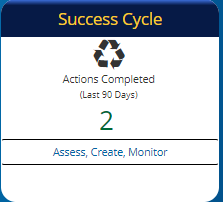 Success Cycle
Actions Completed
(Last 90 Days)
2
Assess, Create, Monitor